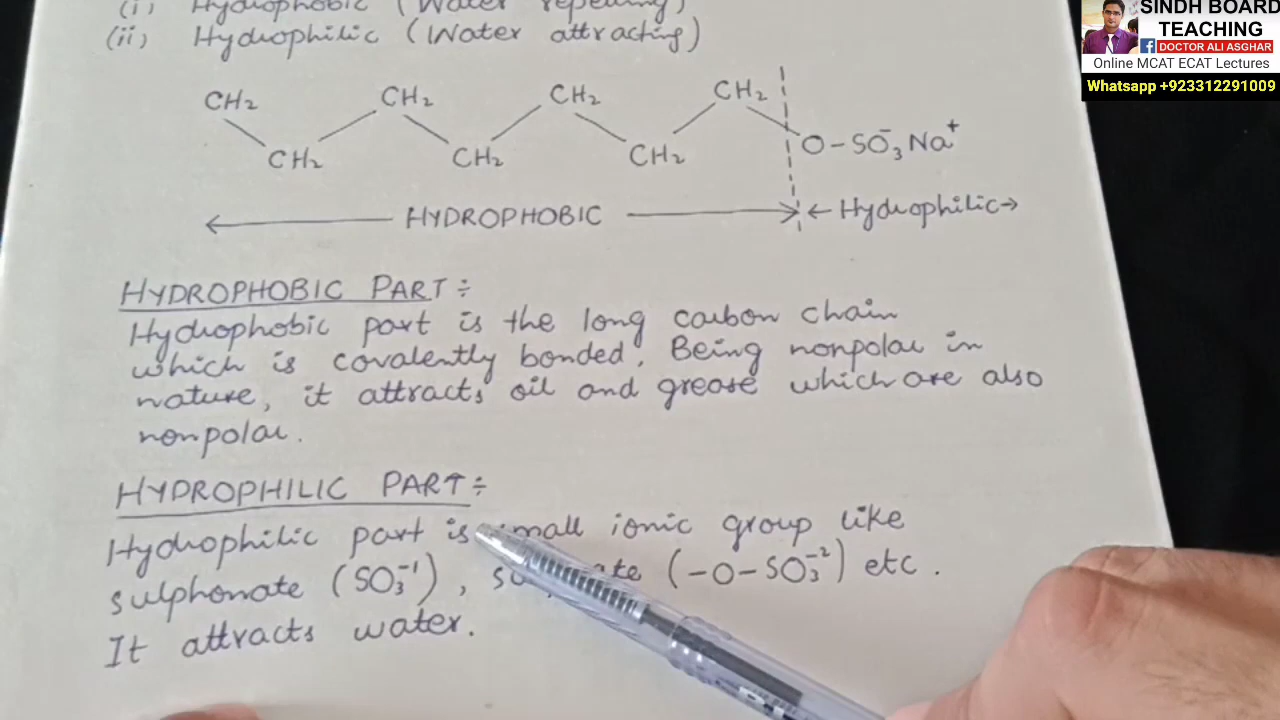 (i) Hydrophobic (Water repelling)
(ii) Hydrophilic (Water attracting)
CH₂ CH₂ CH₂ CH₂
CH₂ CH₂ CH₂ O-SO₃⁻Na⁺
HYDROPHOBIC Hydrophilic
HYDROPHOBIC PART÷
Hydrophobic part is the long carbon chain
which is covalently bonded. Being nonpolar in
nature, it attracts oil and grease which are also
nonpolar.
HYDROPHILIC PART÷
Hydrophilic part is small ionic group like
sulphonate (SO₃⁻¹), (-O-SO₃⁻²) etc.
It attracts water.
SINDH BOARD
TEACHING
f DOCTOR ALI ASGHAR
Online MCAT ECAT Lectures
Whatsapp +923312291009